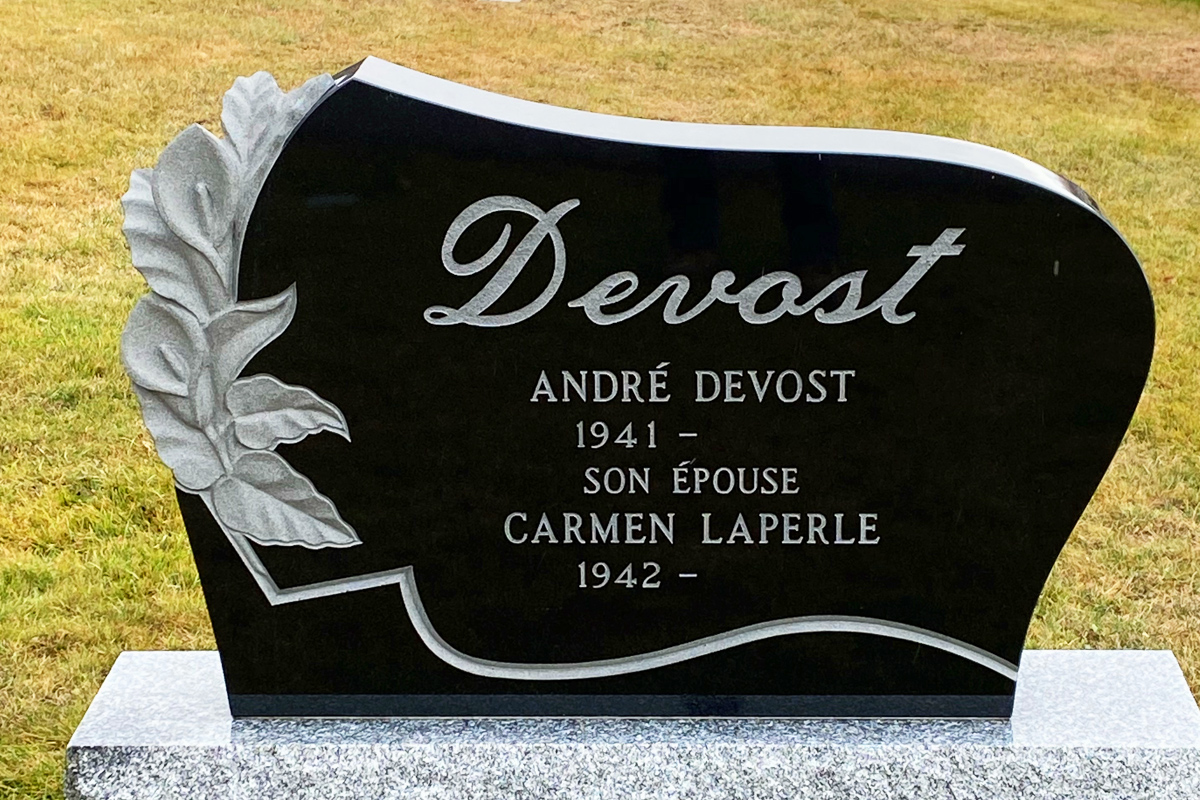 Devost
ANDRÉ DEVOST
1941 –
SON ÉPOUSE
CARMEN LAPERLE
1942 –